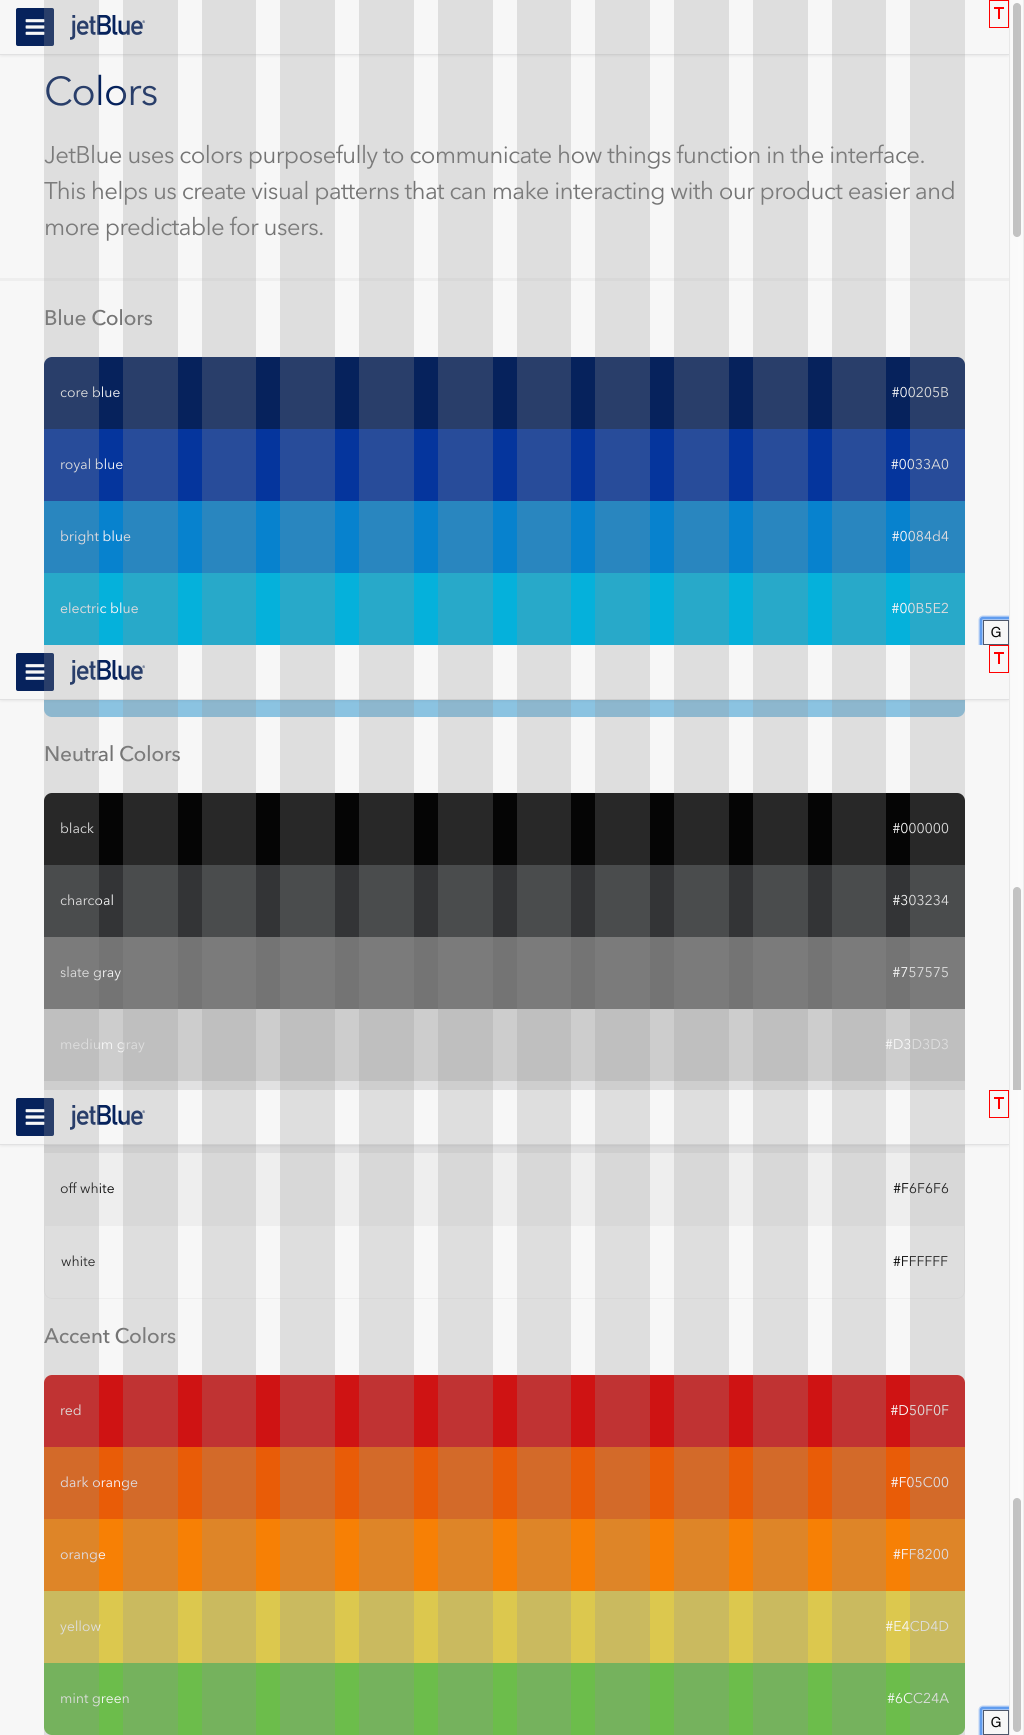 jetBlue
T
Colors
JetBlue uses colors purposefully to communicate how things function in the interface.
This helps us create visual patterns that can make interacting with our product easier and
more predictable for users.
Blue Colors
core blue #00205B
royal blue #0033A0
bright blue #0084d4
electric blue #00B5E2
G
jetBlue
T
Neutral Colors
black #000000
charcoal #303234
slate gray #757575
medium gray #D3D3D3
jetBlue
T
off white #F6F6F6
white #FFFFFF
Accent Colors
red #D50F0F
dark orange #F05C00
orange #FF8200
yellow #E4CD4D
mint green #6CC24A
G